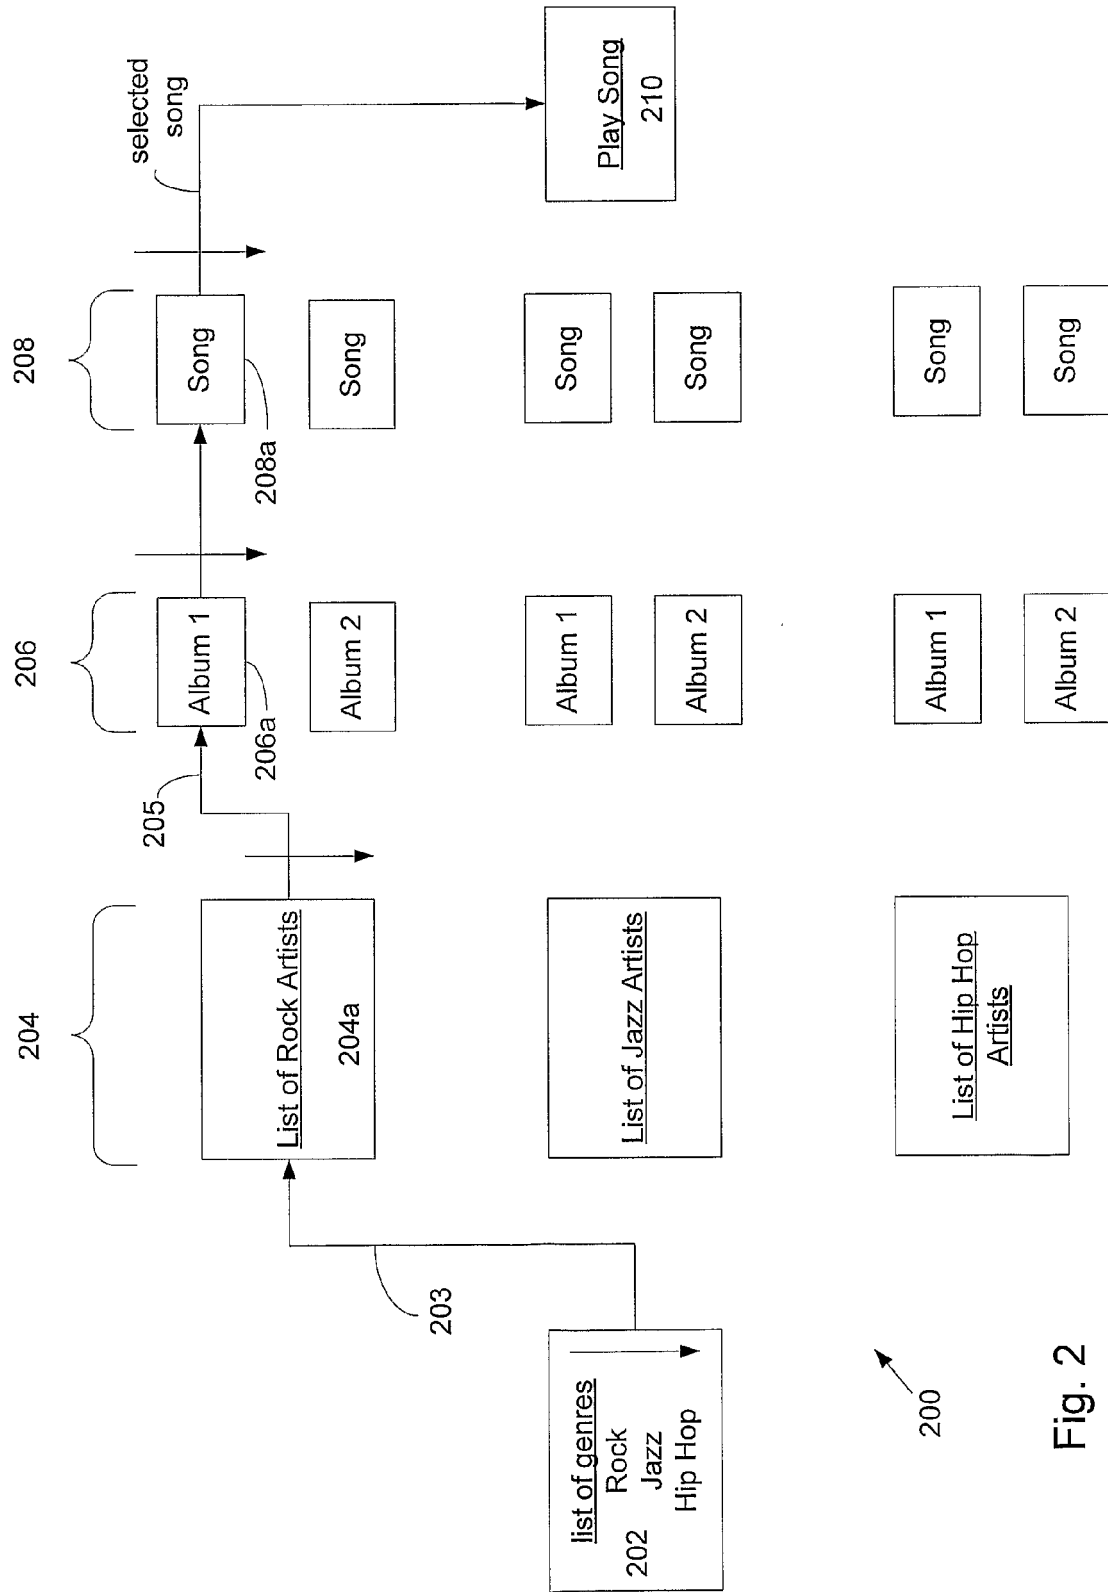 208
206
204
selected
song
205
203
list of genres
Rock
Jazz
Hip Hop
202
List of Rock Artists
204a
Album 1
206a
Song
208a
Album 2
Song
List of Jazz Artists
Album 1
Song
Album 2
Song
Play Song
210
List of Hip Hop
Artists
Album 1
Song
Album 2
Song
200
Fig. 2